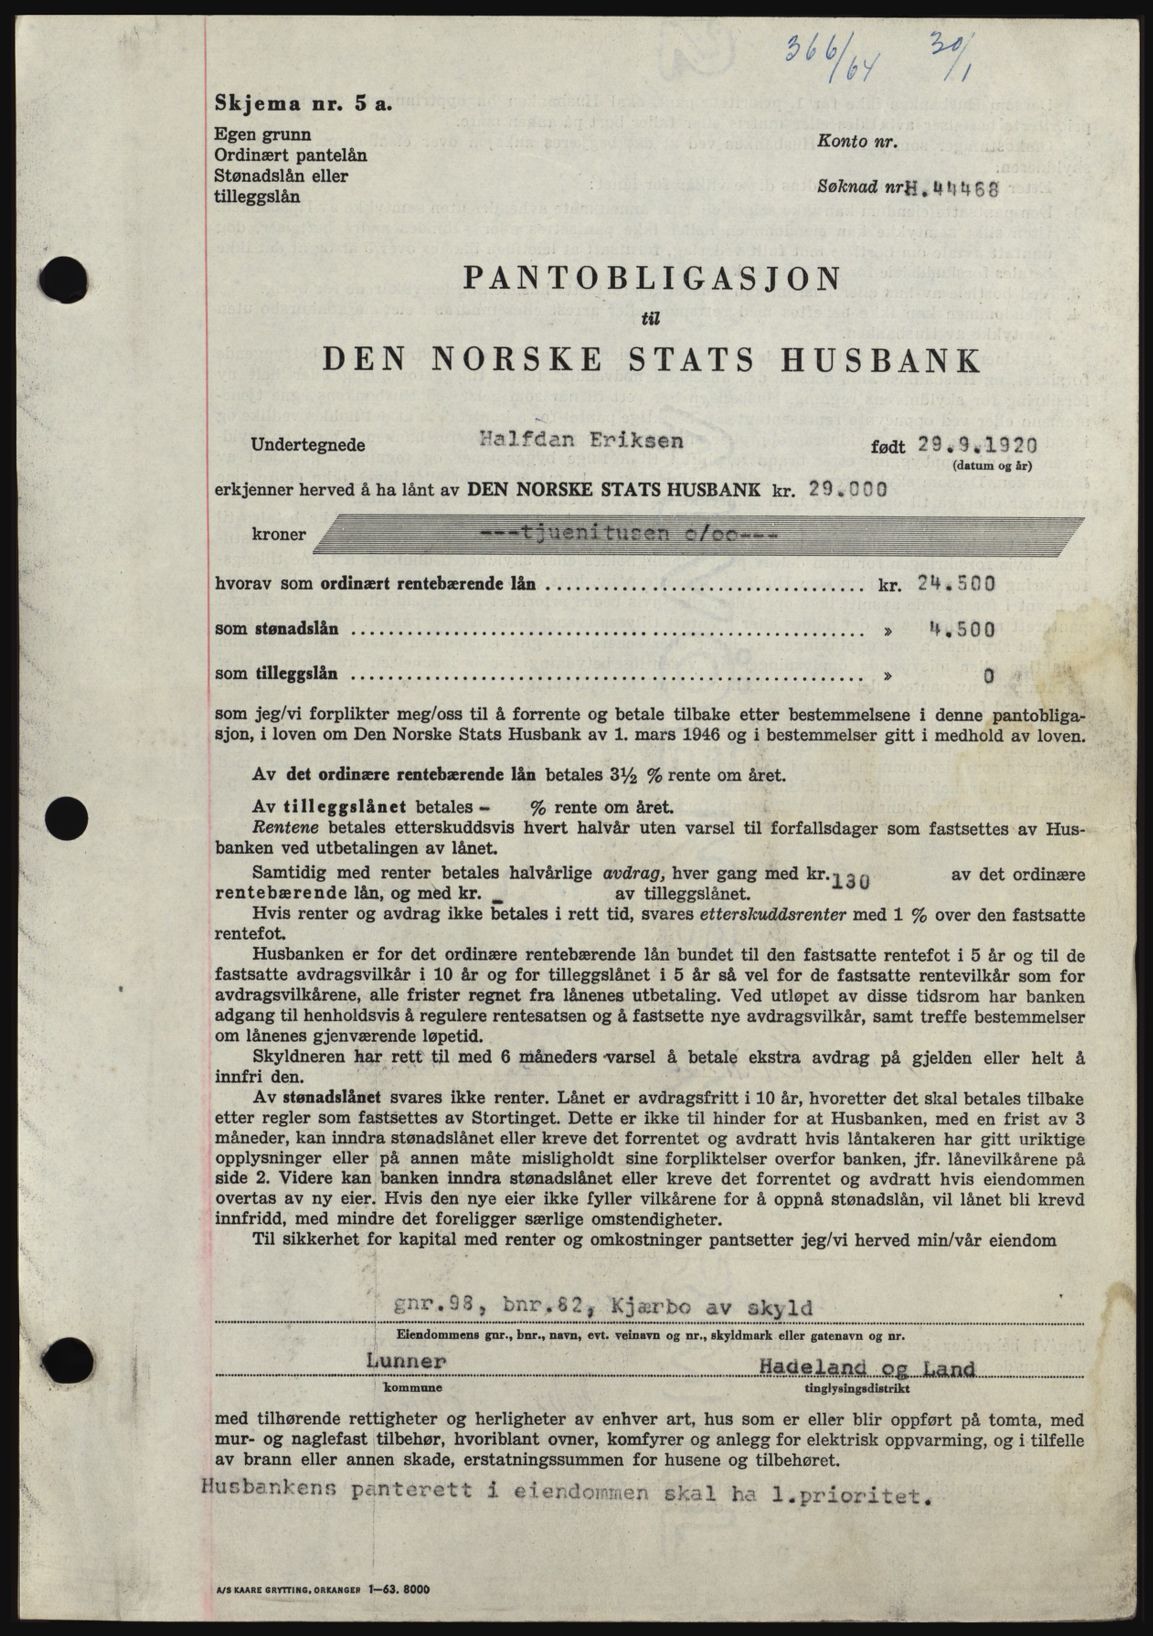 366/64 30/1
Skjema nr. 5 a.
Egen grunn
Ordinært pantelån
Stønadslån eller
tilleggslån
Konto nr.
Søknad nr. H.44468
PANTOBLIGASJON
til
DEN NORSKE STATS HUSBANK
Undertegnede Halfdan Eriksen født 29.9.1920
(datum og år)
erkjenner herved å ha lånt av DEN NORSKE STATS HUSBANK kr. 29.000
kroner ---tjuenitusen o/oo---
hvorav som ordinært rentebærende lån ................................. kr. 24.500
som stønadslån ..................................................... » 4.500
som tilleggslån ..................................................... » 0
som jeg/vi forplikter meg/oss til å forrente og betale tilbake etter bestemmelsene i denne pantobliga-
sjon, i loven om Den Norske Stats Husbank av 1. mars 1946 og i bestemmelser gitt i medhold av loven.
Av det ordinære rentebærende lån betales 3½ % rente om året.
Av tilleggslånet betales – % rente om året.
Rentene betales etterskuddsvis hvert halvår uten varsel til forfallsdager som fastsettes av Hus-
banken ved utbetalingen av lånet.
Samtidig med renter betales halvårlige avdrag, hver gang med kr. 130 av det ordinære
rentebærende lån, og med kr. – av tilleggslånet.
Hvis renter og avdrag ikke betales i rett tid, svares etterskuddsrenter med 1 % over den fastsatte
rentefot.
Husbanken er for det ordinære rentebærende lån bundet til den fastsatte rentefot i 5 år og til de
fastsatte avdragsvilkår i 10 år og for tilleggslånet i 5 år så vel for de fastsatte rentevilkår som for
avdragsvilkårene, alle frister regnet fra lånenes utbetaling. Ved utløpet av disse tidsrom har banken
adgang til henholdsvis å regulere rentesatsen og å fastsette nye avdragsvilkår, samt treffe bestemmelser
om lånenes gjenværende løpetid.
Skyldneren har rett til med 6 måneders varsel å betale ekstra avdrag på gjelden eller helt å
innfri den.
Av stønadslånet svares ikke renter. Lånet er avdragsfritt i 10 år, hvoretter det skal betales tilbake
etter regler som fastsettes av Stortinget. Dette er ikke til hinder for at Husbanken, med en frist av 3
måneder, kan inndra stønadslånet eller kreve det forrentet og avdratt hvis låntakeren har gitt uriktige
opplysninger eller på annen måte misligholdt sine forpliktelser overfor banken, jfr. lånevilkårene på
side 2. Videre kan banken inndra stønadslånet eller kreve det forrentet og avdratt hvis eiendommen
overtas av ny eier. Hvis den nye eier ikke fyller vilkårene for å oppnå stønadslån, vil lånet bli krevd
innfridd, med mindre det foreligger særlige omstendigheter.
Til sikkerhet for kapital med renter og omkostninger pantsetter jeg/vi herved min/vår eiendom
gnr.98, bnr.82, Kjærbo av skyld
Eiendommens gnr., bnr., navn, evt. veinavn og nr., skyldmark eller gatenavn og nr.
Lunner Hadeland og Land
kommune tinglysingsdistrikt
med tilhørende rettigheter og herligheter av enhver art, hus som er eller blir oppført på tomta, med
mur- og naglefast tilbehør, hvoriblant ovner, komfyrer og anlegg for elektrisk oppvarming, og i tilfelle
av brann eller annen skade, erstatningssummen for husene og tilbehøret.
Husbankens panterett i eiendommen skal ha 1.prioritet.
A/S KAARE GRYTTING, ORKANGER 1–63. 8000